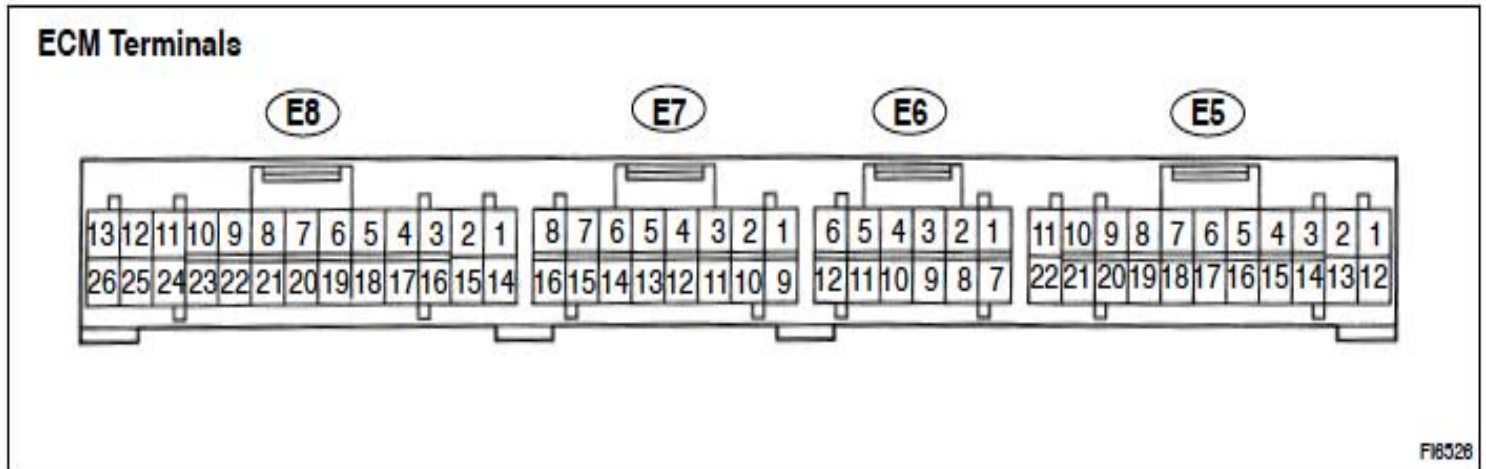 ECM Terminals
E8 E7 E6 E5
13 12 11 10 9 8 7 6 5 4 3 2 1 8 7 6 5 4 3 2 1 6 5 4 3 2 1 11 10 9 8 7 6 5 4 3 2 1
26 25 24 23 22 21 20 19 18 17 16 15 14 16 15 14 13 12 11 10 9 12 11 10 9 8 7 22 21 20 19 18 17 16 15 14 13 12
FI6526